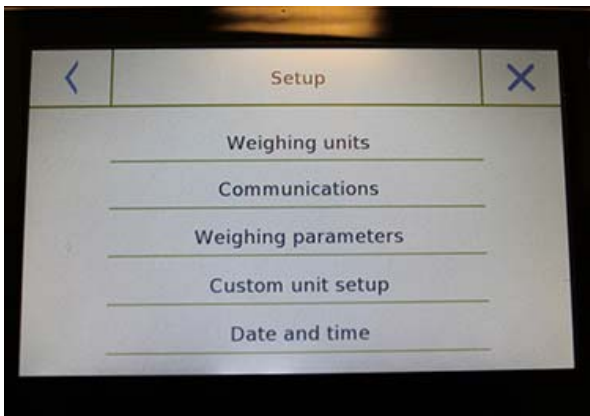 Setup
Weighing units
Communications
Weighing parameters
Custom unit setup
Date and time